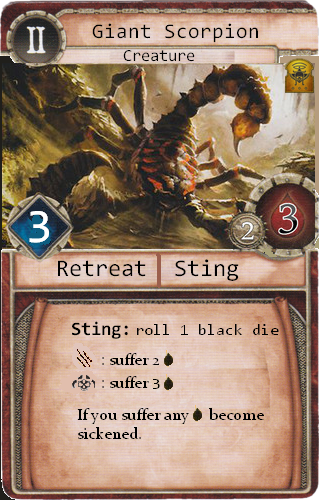 II
Giant Scorpion
Creature
3
2
3
Retreat
Sting
Sting: roll 1 black die
: suffer 2
: suffer 3
If you suffer any become
sickened.